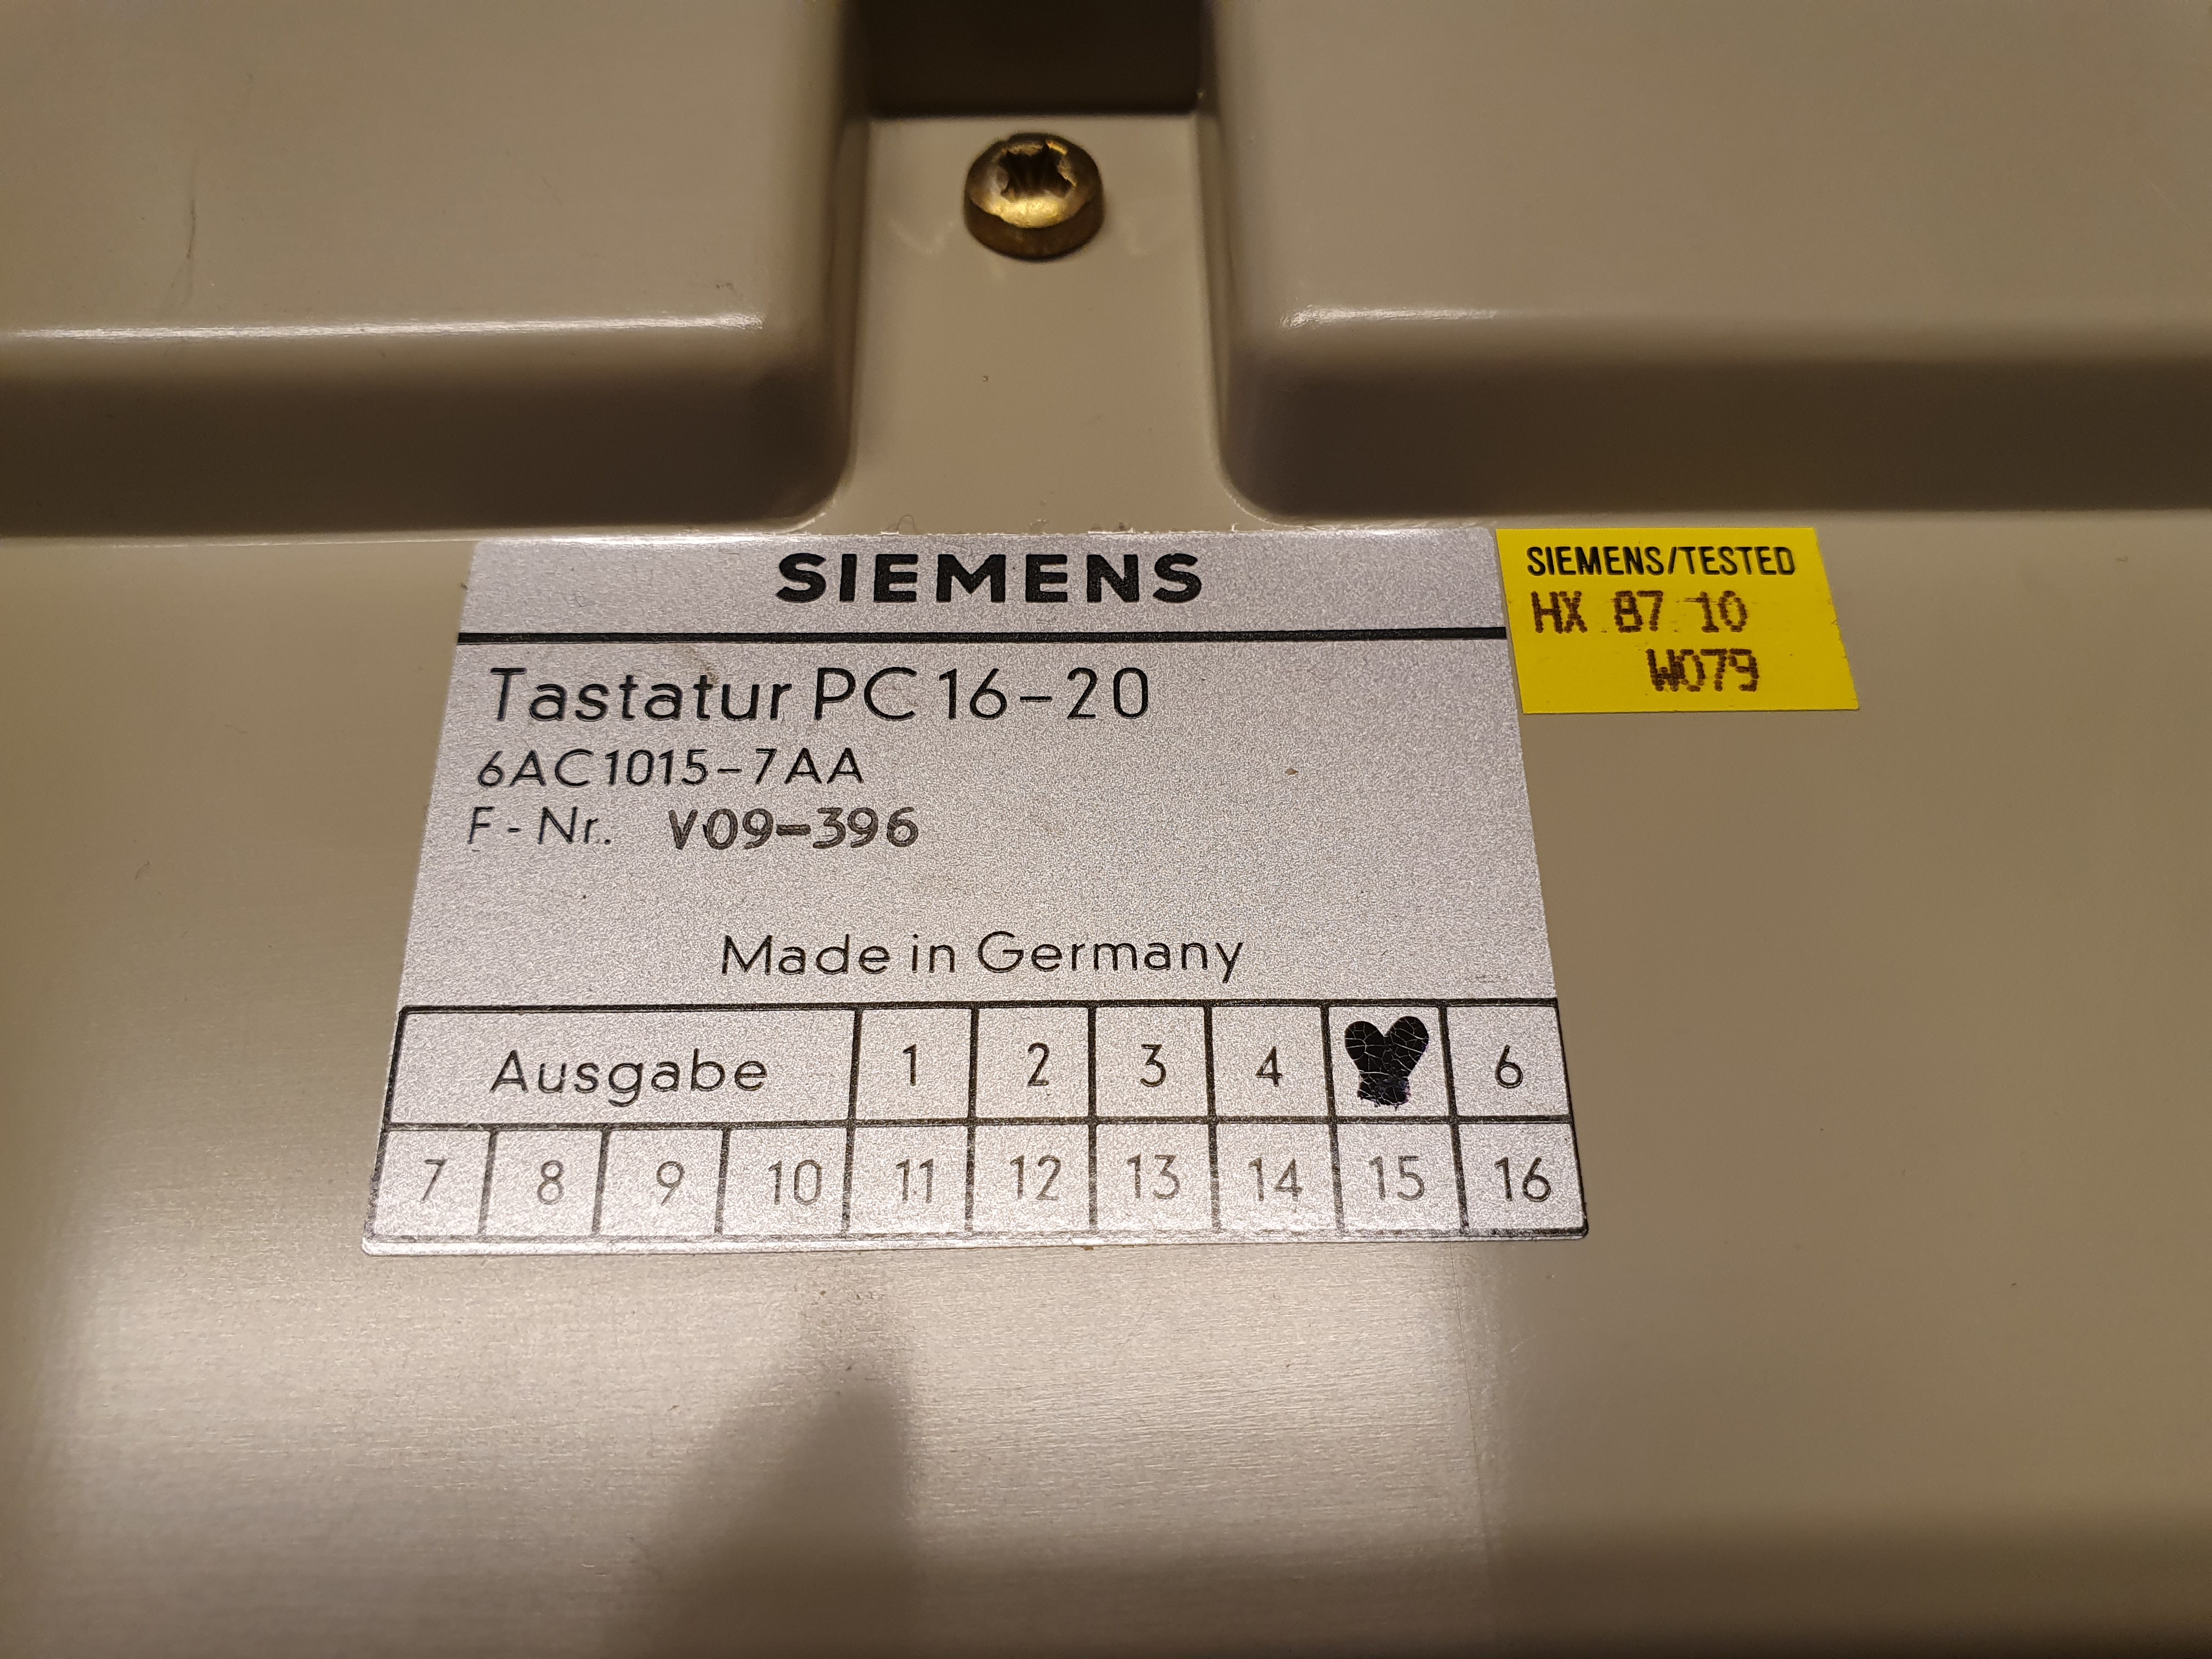 SIEMENS
Tastatur PC 16-20
6AC1015-7AA
F-Nr. V09-396
Made in Germany
Ausgabe 1 2 3 4 6
7 8 9 10 11 12 13 14 15 16
SIEMENS/TESTED
HX 87 10
W079